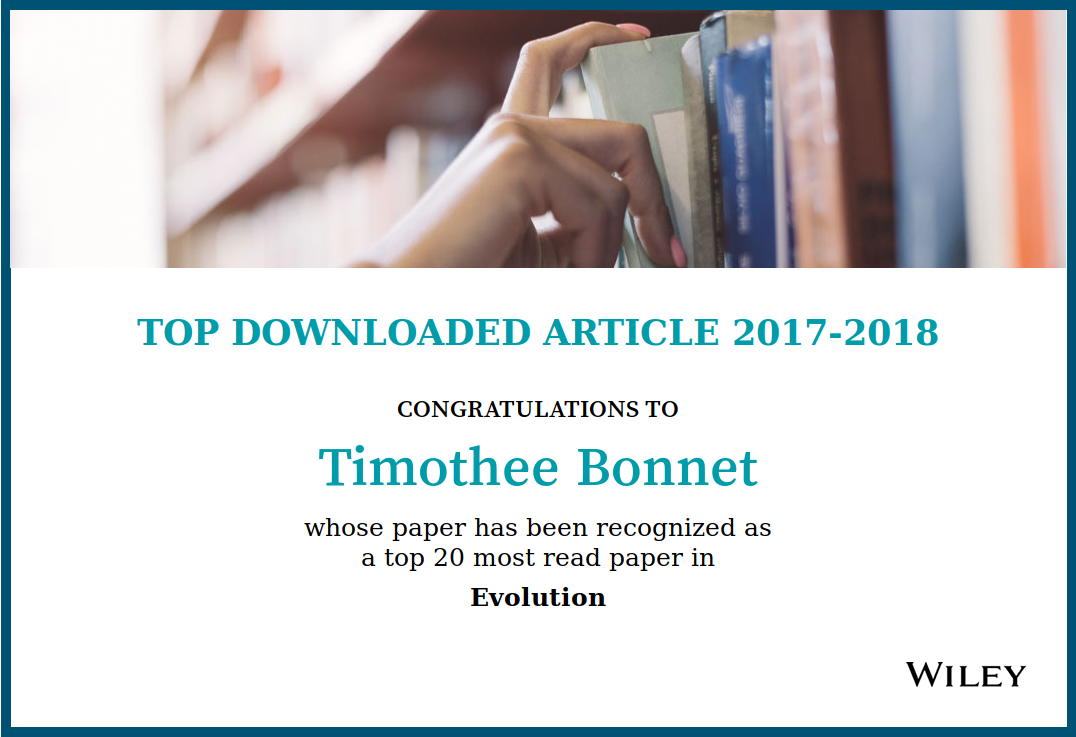 TOP DOWNLOADED ARTICLE 2017-2018
CONGRATULATIONS TO
Timothee Bonnet
whose paper has been recognized as
a top 20 most read paper in
Evolution
WILEY